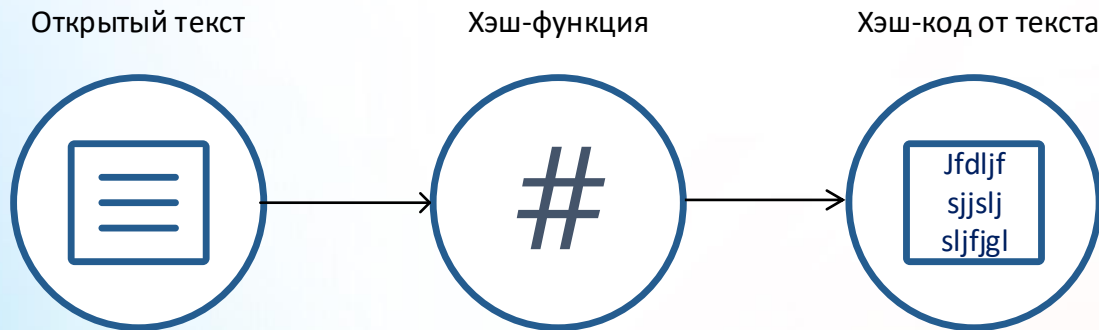 Открытый текст
Хэш-функция
Хэш-код от текста
#
Jfdljf
sjjslj
sljfjgl